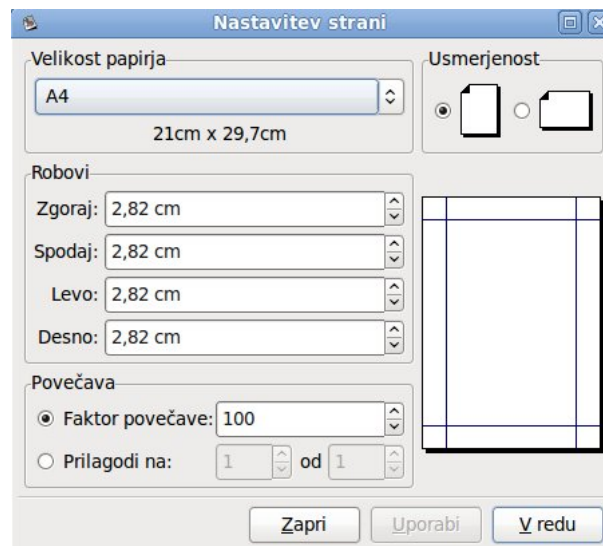 Nastavitev strani
Velikost papirja
Usmerjenost
A4
21cm x 29,7cm
Robovi
Zgoraj: 2,82 cm
Spodaj: 2,82 cm
Levo: 2,82 cm
Desno: 2,82 cm
Povečava
Faktor povečave: 100
Prilagodi na: 1 od 1
Zapri Uporabi V redu